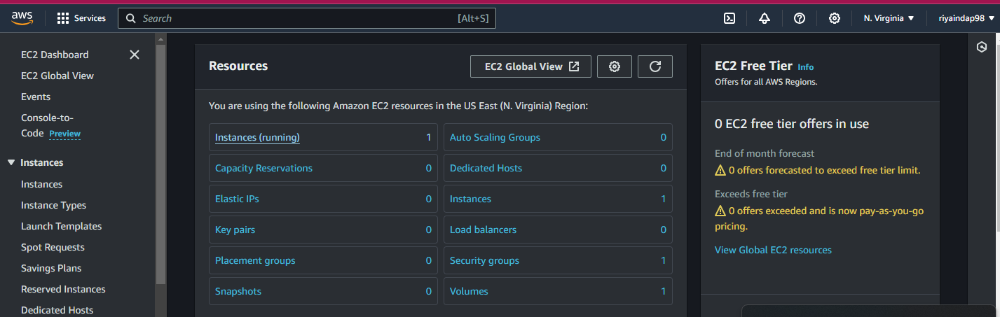 aws
Services
Search
[Alt+S]
N. Virginia
riyaindap98
EC2 Dashboard
EC2 Global View
Events
Console-to-
Code Preview
Instances
Instances
Instance Types
Launch Templates
Spot Requests
Savings Plans
Reserved Instances
Dedicated Hosts
Resources
EC2 Global View
You are using the following Amazon EC2 resources in the US East (N. Virginia) Region:
Instances (running) 1
Auto Scaling Groups 0
Capacity Reservations 0
Dedicated Hosts 0
Elastic IPs 0
Instances 1
Key pairs 0
Load balancers 0
Placement groups 0
Security groups 1
Snapshots 0
Volumes 1
EC2 Free Tier Info
Offers for all AWS Regions.
0 EC2 free tier offers in use
End of month forecast
0 offers forecasted to exceed free tier limit.
Exceeds free tier
0 offers exceeded and is now pay-as-you-go
pricing.
View Global EC2 resources